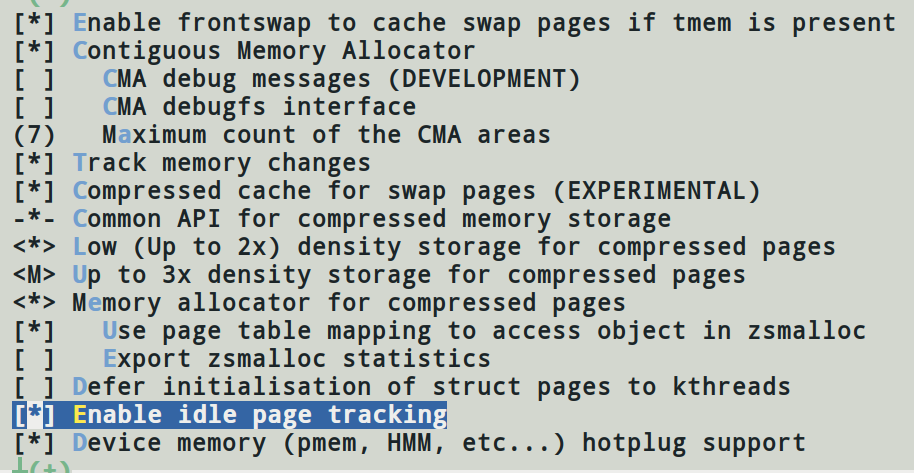 [*] Enable frontswap to cache swap pages if tmem is present
[*] Contiguous Memory Allocator
[ ]   CMA debug messages (DEVELOPMENT)
[ ]   CMA debugfs interface
(7)   Maximum count of the CMA areas
[*] Track memory changes
[*] Compressed cache for swap pages (EXPERIMENTAL)
-*- Common API for compressed memory storage
<*> Low (Up to 2x) density storage for compressed pages
<M> Up to 3x density storage for compressed pages
<*> Memory allocator for compressed pages
[*]   Use page table mapping to access object in zsmalloc
[ ]   Export zsmalloc statistics
[ ] Defer initialisation of struct pages to kthreads
[*] Enable idle page tracking
[*] Device memory (pmem, HMM, etc...) hotplug support
┴(+)